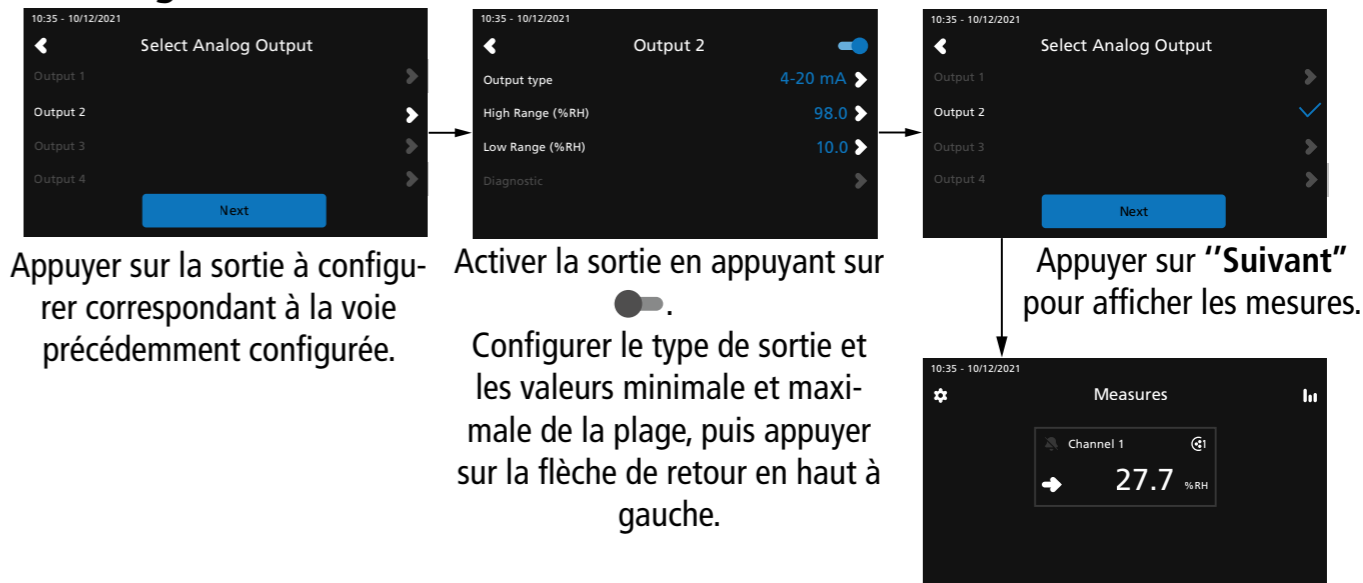 10:35 - 10/12/2021
Select Analog Output
Output 1
Output 2
Output 3
Output 4
Next
Appuyer sur la sortie à configu-
rer correspondant à la voie
précédemment configurée.
10:35 - 10/12/2021
Output 2
Output type 4-20 mA
High Range (%RH) 98.0
Low Range (%RH) 10.0
Diagnostic
Activer la sortie en appuyant sur
.
Configurer le type de sortie et
les valeurs minimale et maxi-
male de la plage, puis appuyer
sur la flèche de retour en haut à
gauche.
10:35 - 10/12/2021
Select Analog Output
Output 1
Output 2
Output 3
Output 4
Next
Appuyer sur ''Suivant"
pour afficher les mesures.
10:35 - 10/12/2021
Measures
Channel 1 1
27.7 %RH